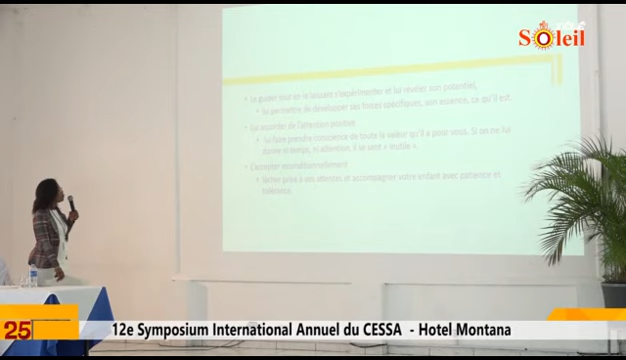 Soleil
• Le guider tout en le laissant s'expérimenter et lui révéler son potentiel,
• lui permettre de développer ses forces spécifiques, son essence, ce qu'il est.
• Lui accorder de l'attention positive
• lui faire prendre conscience de toute la valeur qu'il a pour vous. Si on ne lui
donne ni temps, ni attention, il se sent « inutile ».
• L'accepter inconditionnellement
• lâcher prise à ses attentes, et accompagner votre enfant avec patience et
tolérance.
25
12e Symposium International Annuel du CESSA - Hotel Montana